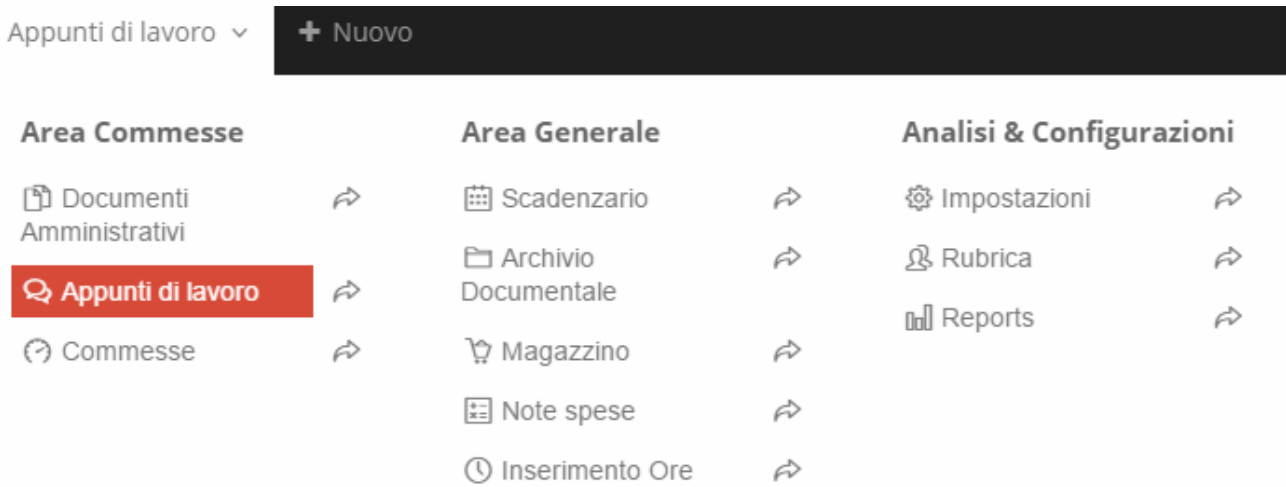 Appunti di lavoro
Nuovo
Area Commesse
Documenti
Amministrativi
Appunti di lavoro
Commesse
Area Generale
Scadenzario
Archivio
Documentale
Magazzino
Note spese
Inserimento Ore
Analisi & Configurazioni
Impostazioni
Rubrica
Reports